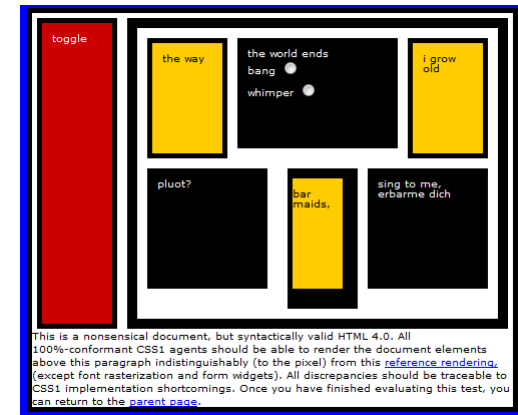 toggle
the way
the world ends
bang
whimper
i grow
old
pluot?
bar
maids,
sing to me,
erbarme dich
This is a nonsensical document, but syntactically valid HTML 4.0. All
100%-conformant CSS1 agents should be able to render the document elements
above this paragraph indistinguishably (to the pixel) from this reference rendering,
(except font rasterization and form widgets). All discrepancies should be traceable to
CSS1 implementation shortcomings. Once you have finished evaluating this test, you
can return to the parent page.